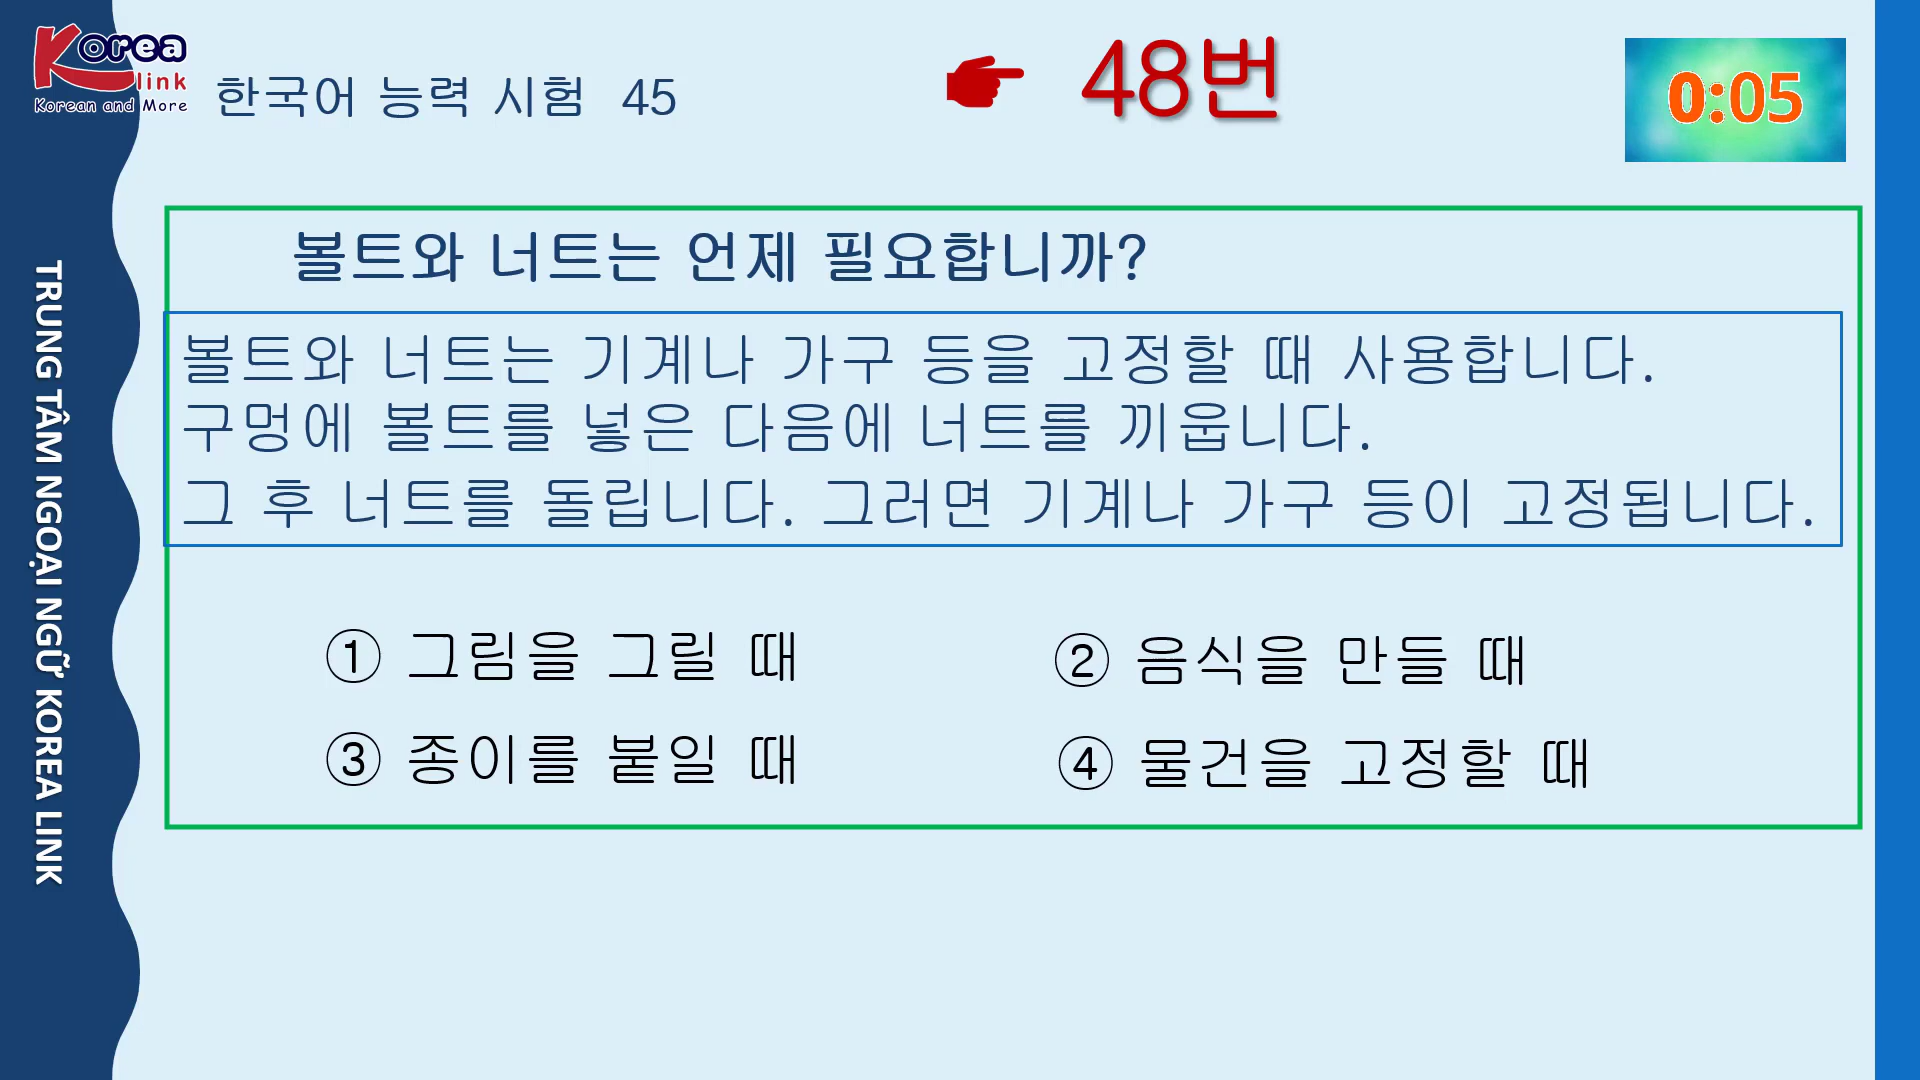 Korea
link
Korean and More
한국어 능력 시험 45
48번
0:05
TRUNG TÂM NGOẠI NGỮ KOREA LINK
볼트와 너트는 언제 필요합니까?
볼트와 너트는 기계나 가구 등을 고정할 때 사용합니다.
구멍에 볼트를 넣은 다음에 너트를 끼웁니다.
그 후 너트를 돌립니다. 그러면 기계나 가구 등이 고정됩니다.
① 그림을 그릴 때
② 음식을 만들 때
③ 종이를 붙일 때
④ 물건을 고정할 때